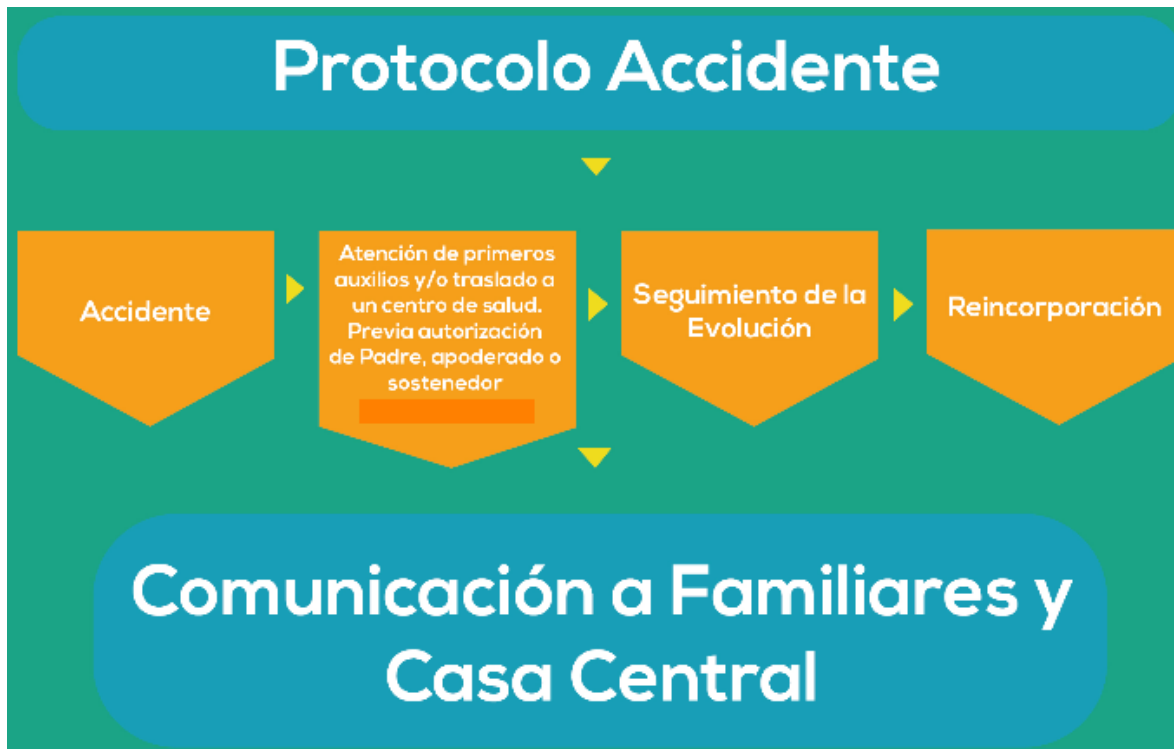 Protocolo Accidente
Accidente
Atención de primeros
auxilios y/o traslado a
un centro de salud.
Previa autorización
de Padre, apoderado o
sostenedor
Seguimiento de la
Evolución
Reincorporación
Comunicación a Familiares y
Casa Central